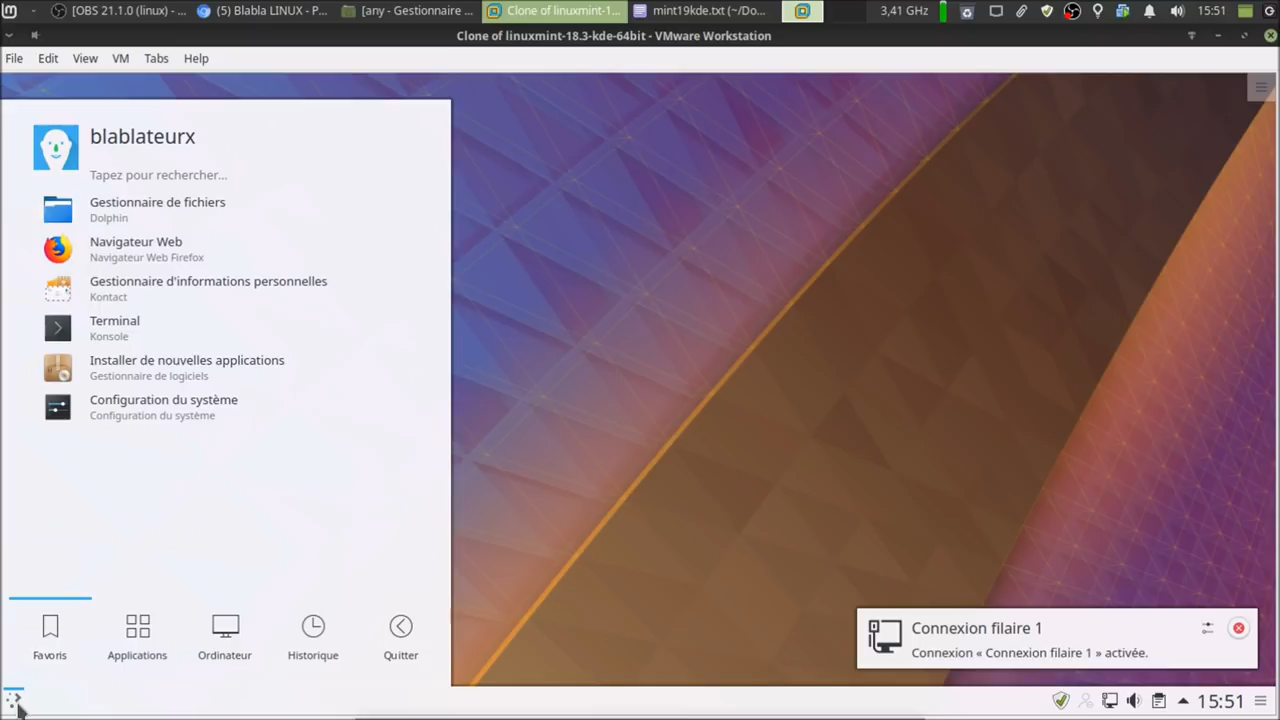 [OBS 21.1.0 (linux) - ...
(5) Blabla LINUX - P...
[any - Gestionnaire ...
Clone of linuxmint-1...
mint19kde.txt (~/Do...
3,41 GHz
15:51
Clone of linuxmint-18.3-kde-64bit - VMware Workstation
File Edit View VM Tabs Help
blablateurx
Tapez pour rechercher...
Gestionnaire de fichiers
Dolphin
Navigateur Web
Navigateur Web Firefox
Gestionnaire d'informations personnelles
Kontact
Terminal
Konsole
Installer de nouvelles applications
Gestionnaire de logiciels
Configuration du système
Configuration du système
Favoris Applications Ordinateur Historique Quitter
Connexion filaire 1
Connexion « Connexion filaire 1 » activée.
15:51